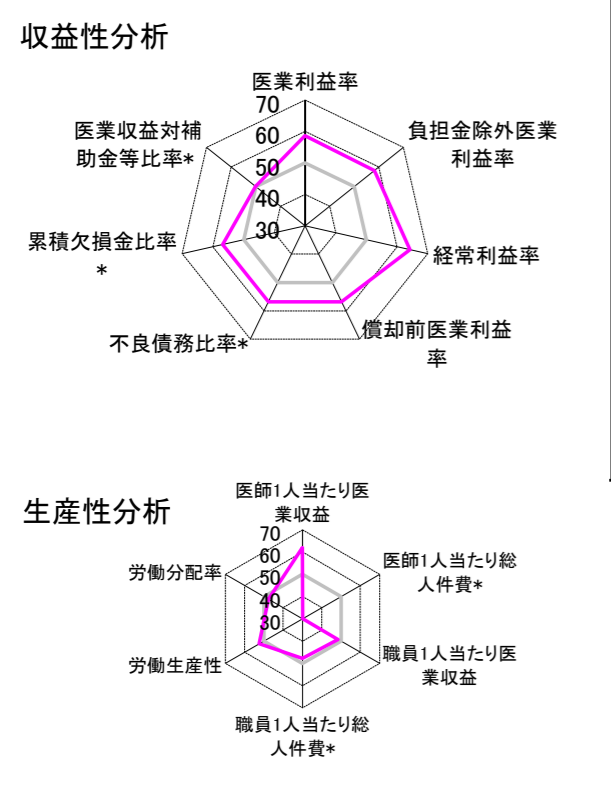 収益性分析
医業利益率
負担金除外医業
利益率
経常利益率
償却前医業利益
率
不良債務比率*
累積欠損金比率
*
医業収益対補
助金等比率*
70
60
50
40
30
生産性分析
医師1人当たり医
業収益
医師1人当たり総
人件費*
職員1人当たり医
業収益
職員1人当たり総
人件費*
労働生産性
労働分配率
70
60
50
40
30